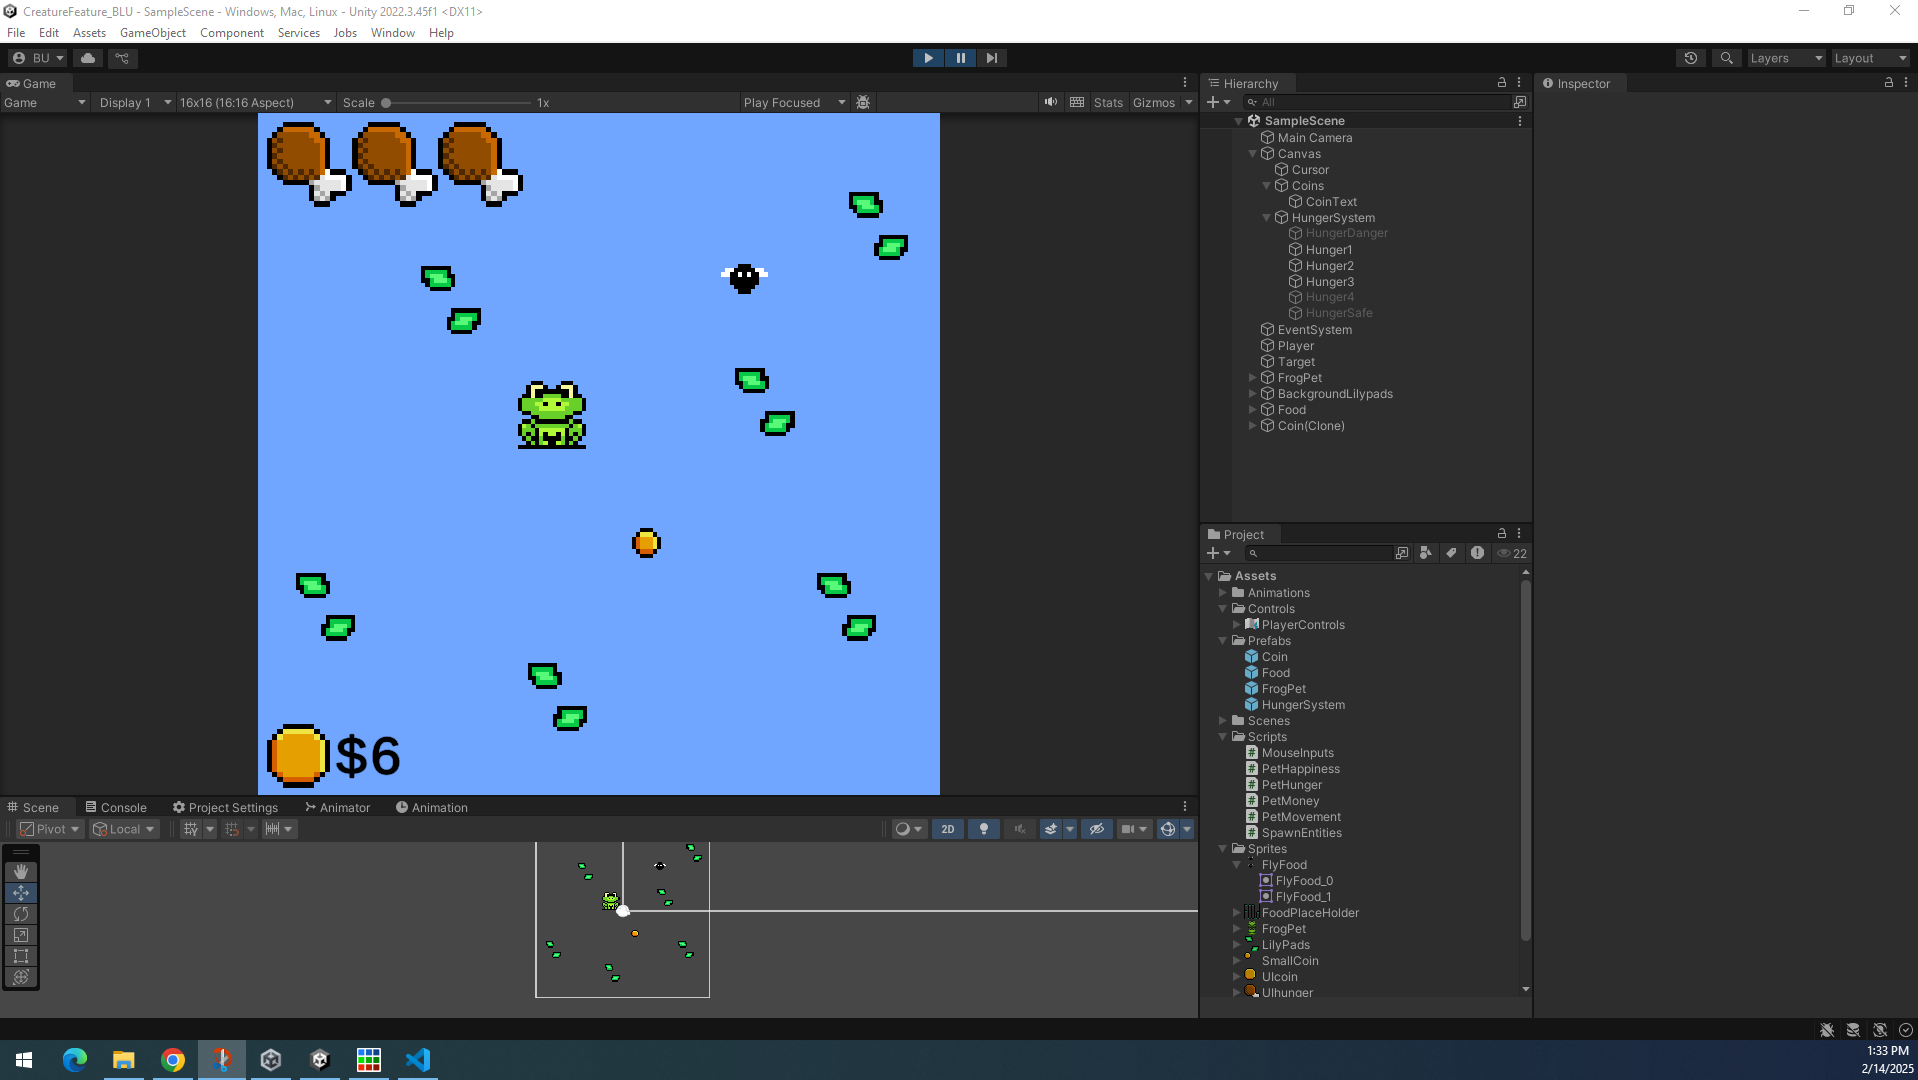 CreatureFeature_BLU - SampleScene - Windows, Mac, Linux - Unity 2022.3.45f1 <DX11>
File Edit Assets GameObject Component Services Jobs Window Help
BU Layers Layout
Game
Game Display 1 16x16 (16:16 Aspect) Scale 1x Play Focused Stats Gizmos
$6
Hierarchy
All
SampleScene
Main Camera
Canvas
Cursor
Coins
CoinText
HungerSystem
HungerDanger
Hunger1
Hunger2
Hunger3
Hunger4
HungerSafe
EventSystem
Player
Target
FrogPet
BackgroundLilypads
Food
Coin(Clone)
Inspector
Project
22
Assets
Animations
Controls
PlayerControls
Prefabs
Coin
Food
FrogPet
HungerSystem
Scenes
Scripts
MouseInputs
PetHappiness
PetHunger
PetMoney
PetMovement
SpawnEntities
Sprites
FlyFood
FlyFood_0
FlyFood_1
FoodPlaceHolder
FrogPet
LilyPads
SmallCoin
UIcoin
UIhunger
Scene Console Project Settings Animator Animation
Pivot Local 2D
1:33 PM
2/14/2025